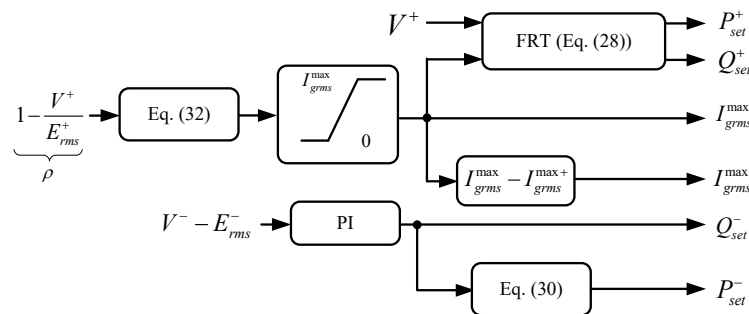 V⁺
FRT (Eq. (28))
P⁺set
Q⁺set
1 − V⁺/E⁺rms
ρ
Eq. (32)
Iᵐᵃˣgrms
0
Iᵐᵃˣgrms
Iᵐᵃˣgrms − Iᵐᵃˣ⁺grms
Iᵐᵃˣgrms
V⁻ − E⁻rms
PI
Q⁻set
Eq. (30)
P⁻set